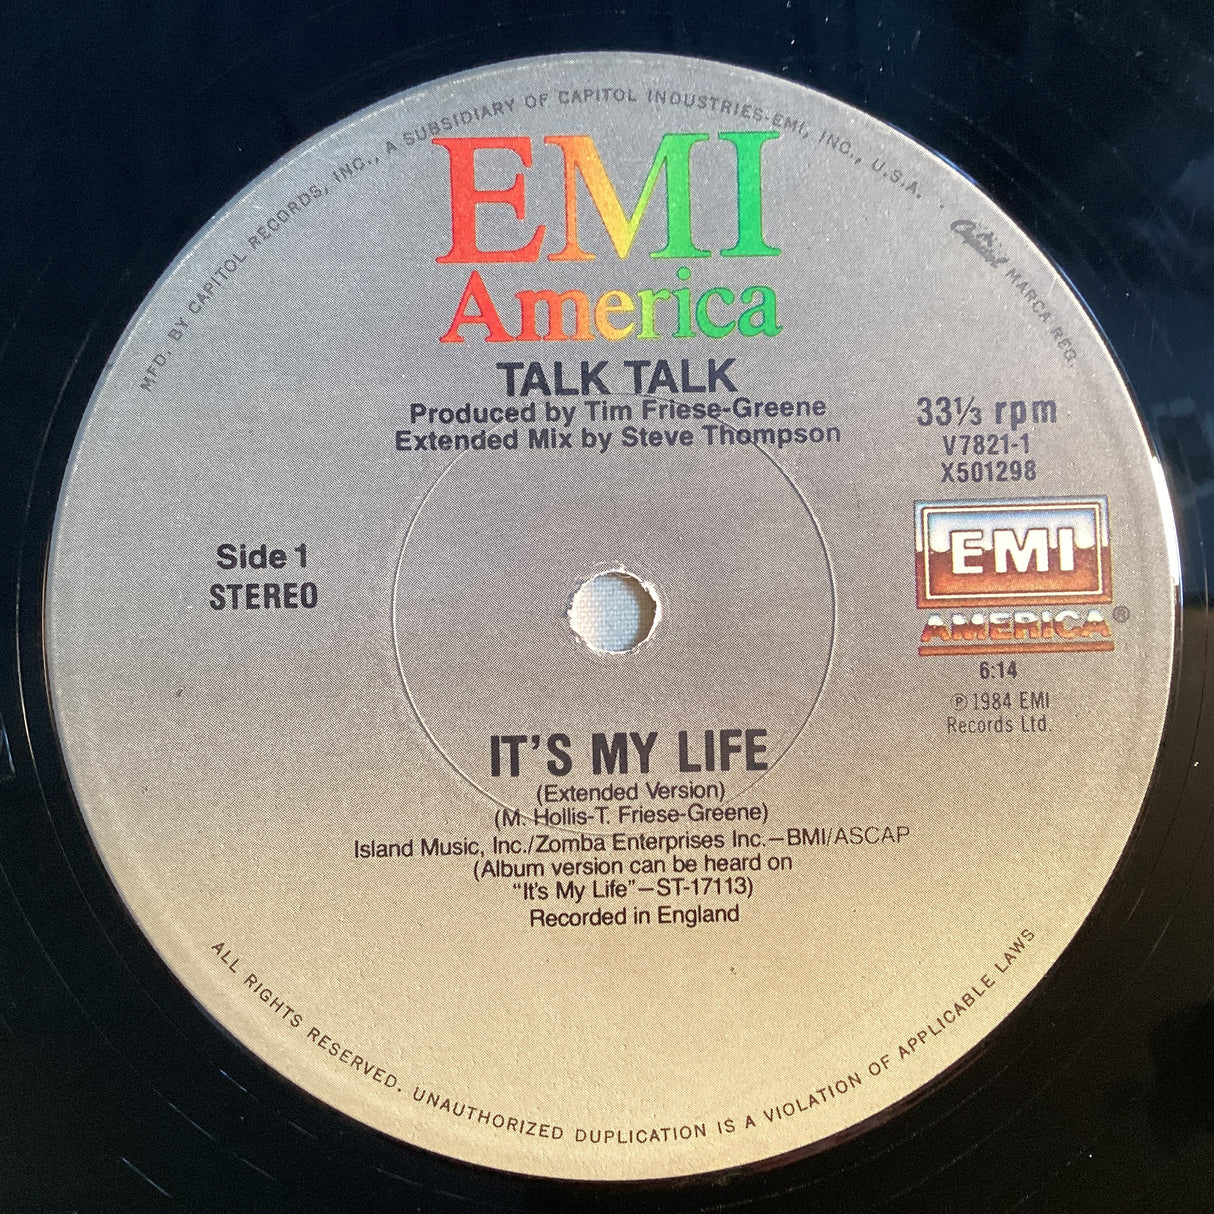 MFD. BY CAPITOL RECORDS, INC., A SUBSIDIARY OF CAPITOL INDUSTRIES-EMI, INC., U.S.A. · Capitol MARCA REG.
EMI
America
TALK TALK
Produced by Tim Friese-Greene
Extended Mix by Steve Thompson
33⅓ rpm
V7821-1
X501298
Side 1
STEREO
EMI
AMERICA®
6:14
℗ 1984 EMI
Records Ltd.
IT'S MY LIFE
(Extended Version)
(M. Hollis-T. Friese-Greene)
Island Music, Inc./Zomba Enterprises Inc.—BMI/ASCAP
(Album version can be heard on
“It's My Life”—ST-17113)
Recorded in England
ALL RIGHTS RESERVED. UNAUTHORIZED DUPLICATION IS A VIOLATION OF APPLICABLE LAWS